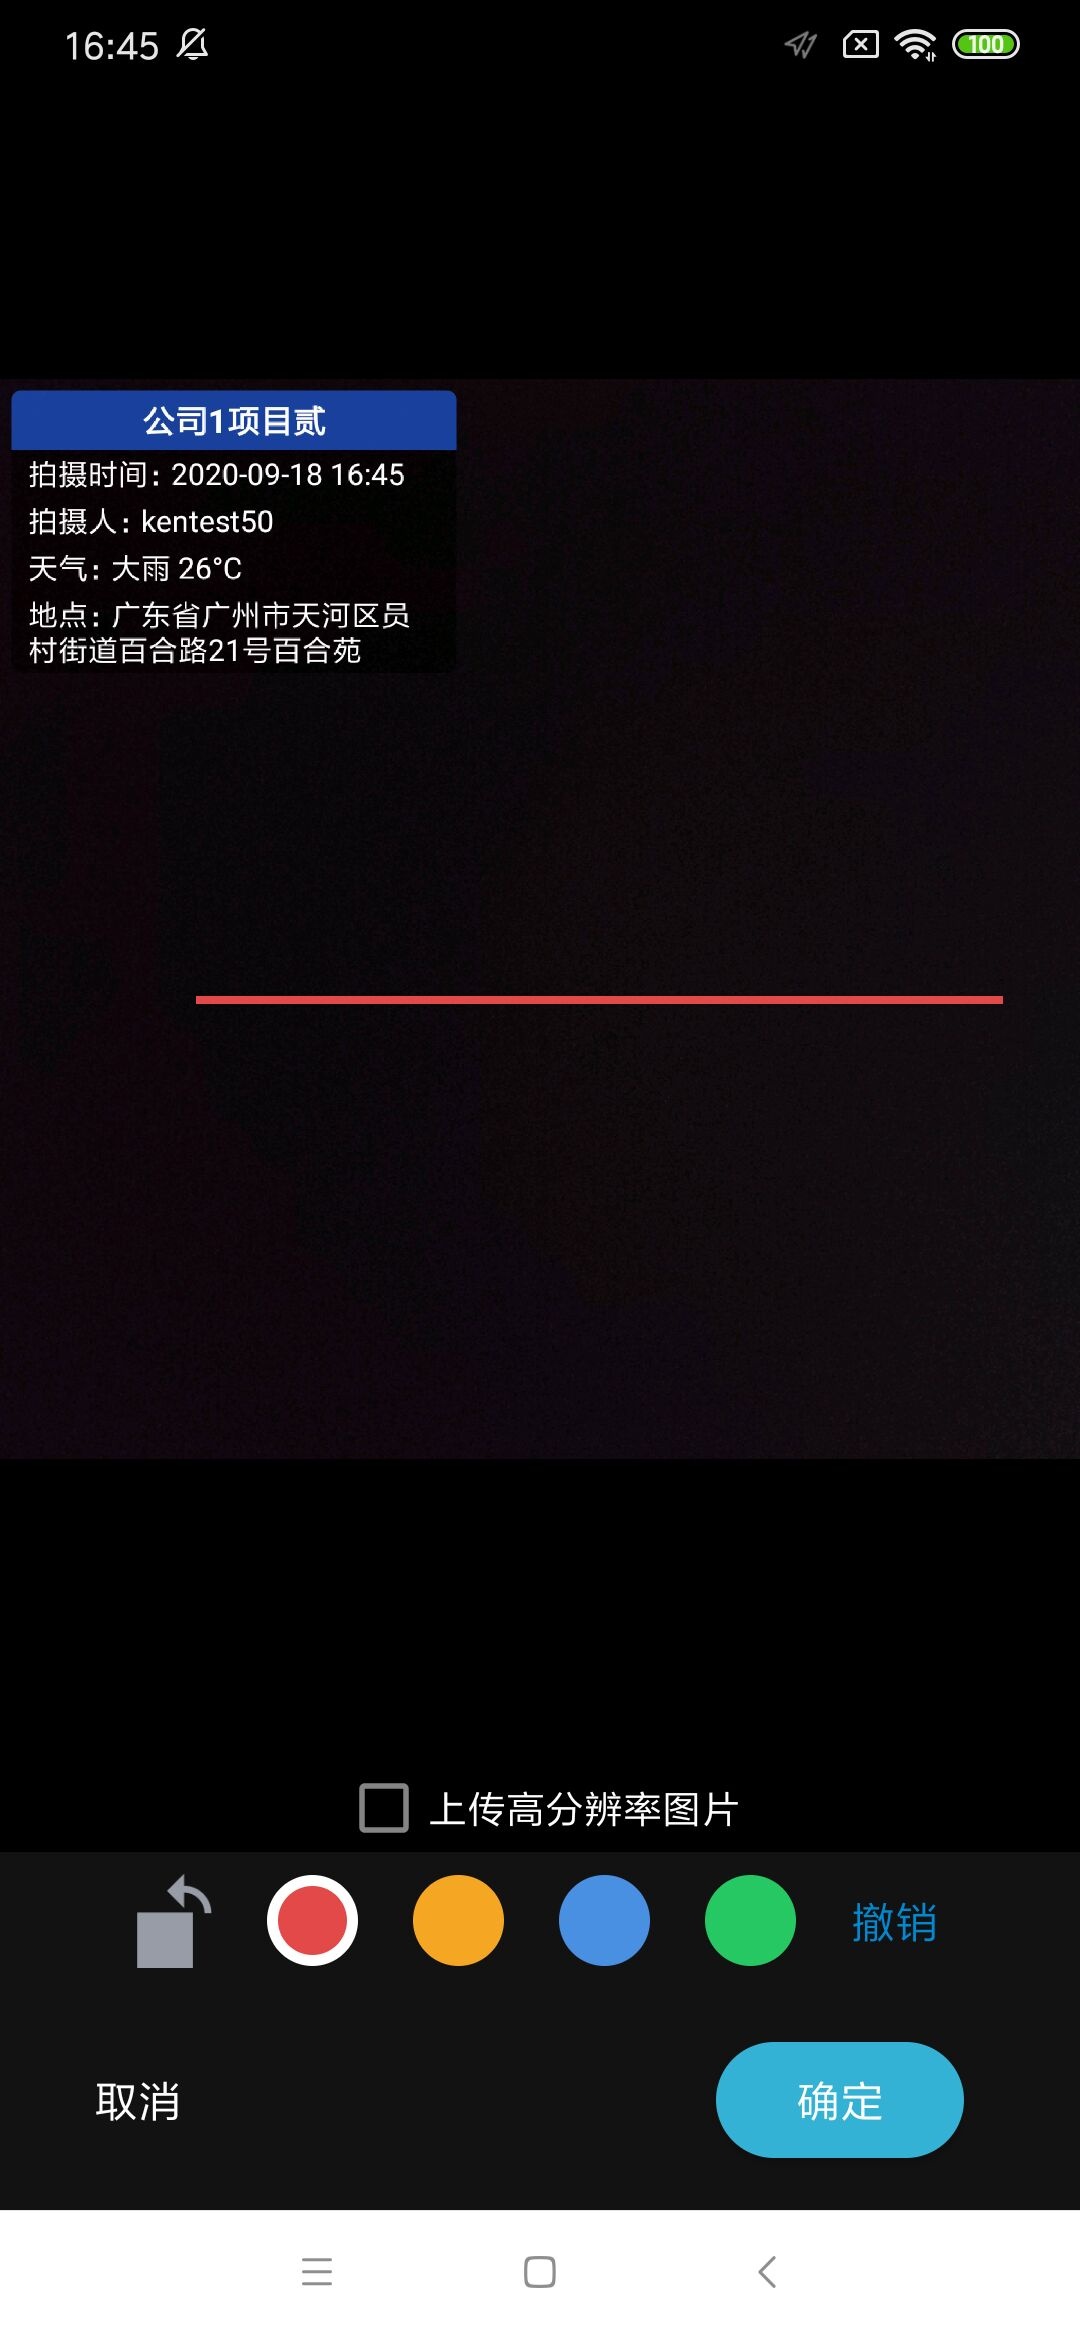 16:45
100
公司1项目贰
拍摄时间：2020-09-18 16:45
拍摄人：kentest50
天气：大雨 26°C
地点：广东省广州市天河区员
村街道百合路21号百合苑
上传高分辨率图片
撤销
取消
确定